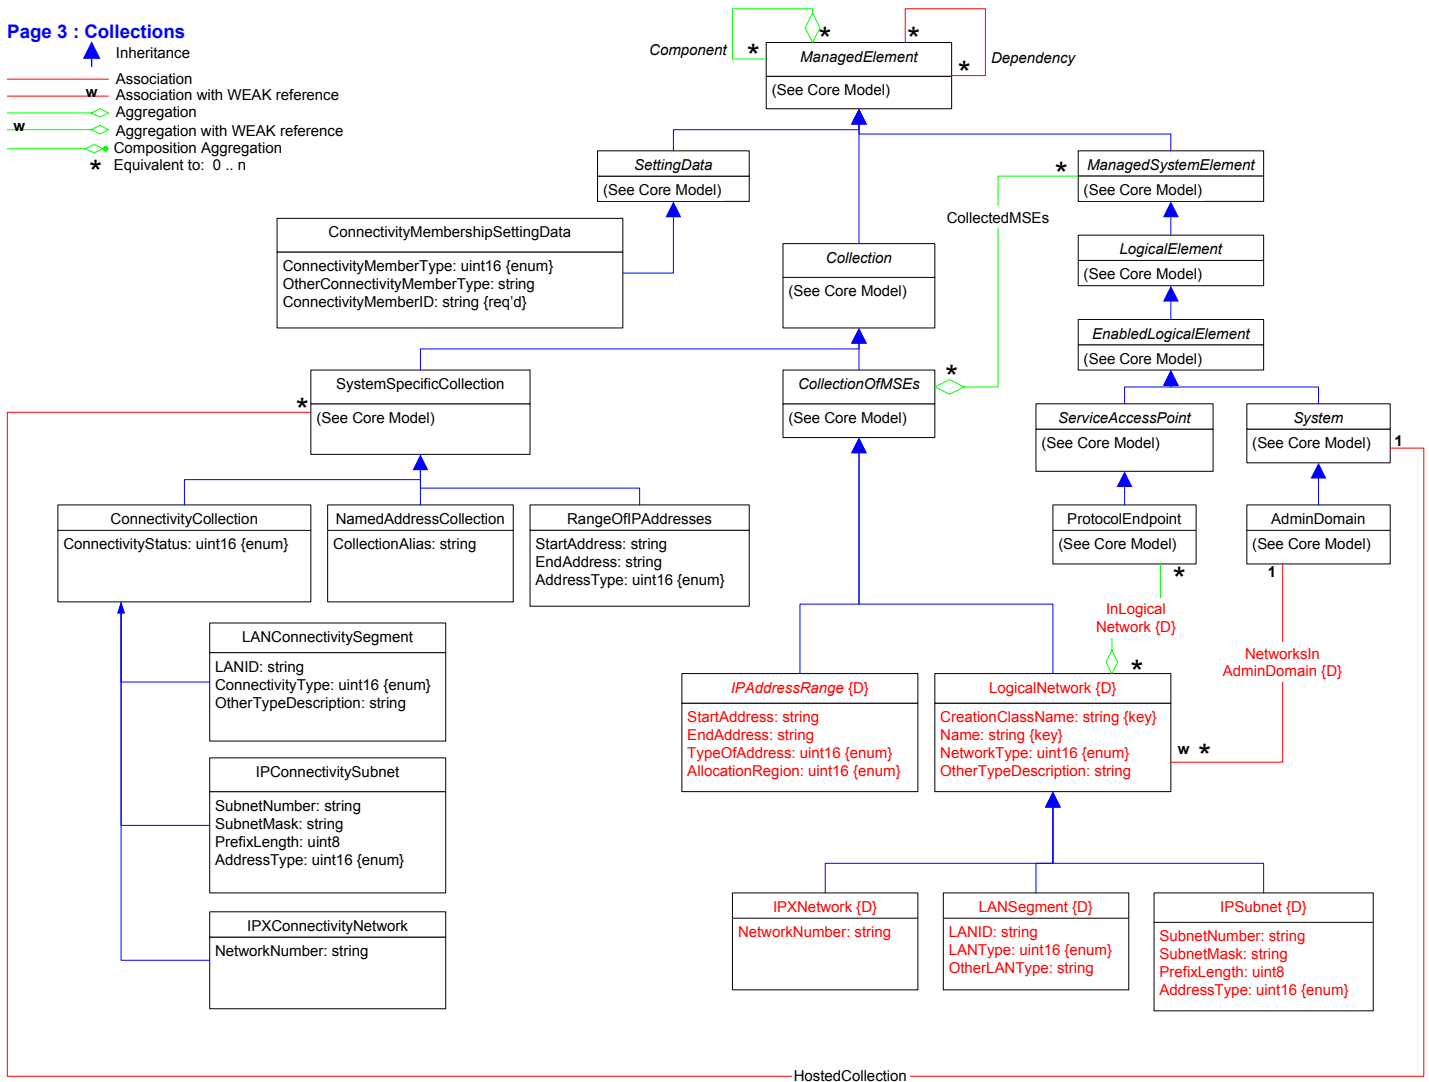 Page 3 : Collections
Inheritance
Association
w
Association with WEAK reference
Aggregation
w
Aggregation with WEAK reference
Composition Aggregation
* Equivalent to: 0 .. n
Component
*
*
*
*
Dependency
ManagedElement
(See Core Model)
SettingData
(See Core Model)
ManagedSystemElement
(See Core Model)
*
CollectedMSEs
ConnectivityMembershipSettingData
ConnectivityMemberType: uint16 {enum}
OtherConnectivityMemberType: string
ConnectivityMemberID: string {req'd}
Collection
(See Core Model)
LogicalElement
(See Core Model)
EnabledLogicalElement
(See Core Model)
SystemSpecificCollection
(See Core Model)
*
CollectionOfMSEs
(See Core Model)
*
ServiceAccessPoint
(See Core Model)
System
(See Core Model)
1
ConnectivityCollection
ConnectivityStatus: uint16 {enum}
NamedAddressCollection
CollectionAlias: string
RangeOfIPAddresses
StartAddress: string
EndAddress: string
AddressType: uint16 {enum}
ProtocolEndpoint
(See Core Model)
AdminDomain
(See Core Model)
*
1
InLogical
Network {D}
*
NetworksIn
AdminDomain {D}
LANConnectivitySegment
LANID: string
ConnectivityType: uint16 {enum}
OtherTypeDescription: string
IPAddressRange {D}
StartAddress: string
EndAddress: string
TypeOfAddress: uint16 {enum}
AllocationRegion: uint16 {enum}
LogicalNetwork {D}
CreationClassName: string {key}
Name: string {key}
NetworkType: uint16 {enum}
OtherTypeDescription: string
w *
IPConnectivitySubnet
SubnetNumber: string
SubnetMask: string
PrefixLength: uint8
AddressType: uint16 {enum}
IPXConnectivityNetwork
NetworkNumber: string
IPXNetwork {D}
NetworkNumber: string
LANSegment {D}
LANID: string
LANType: uint16 {enum}
OtherLANType: string
IPSubnet {D}
SubnetNumber: string
SubnetMask: string
PrefixLength: uint8
AddressType: uint16 {enum}
HostedCollection